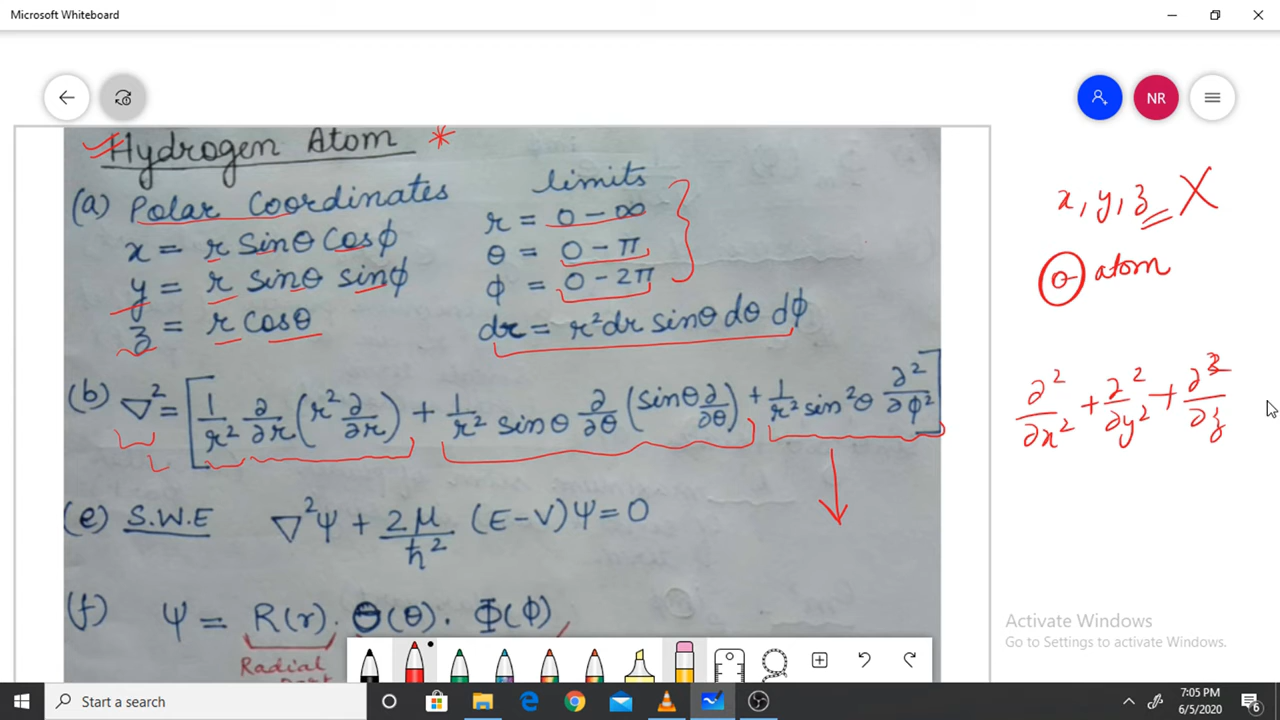 Microsoft Whiteboard
NR
Hydrogen Atom *
(a) Polar Coordinates
x = r Sinθ Cosϕ
y = r sinθ sinϕ
z = r cosθ
limits
r = 0 - ∞
θ = 0 - π
ϕ = 0 - 2π
dτ = r²dr sinθ dθ dϕ
(b) ∇² = [1/r² ∂/∂r (r² ∂/∂r) + 1/r² sinθ ∂/∂θ (sinθ ∂/∂θ) + 1/r² sin²θ ∂²/∂ϕ²]
(e) S.W.E ∇²Ψ + 2μ/ħ² (E-V)Ψ = 0
(f) Ψ = R(r) · Θ(θ) · Φ(ϕ)
Radial
x, y, z X
atom
∂²/∂x² + ∂²/∂y² + ∂²/∂z
Activate Windows
Go to Settings to activate Windows.
Start a search
7:05 PM
6/5/2020
6